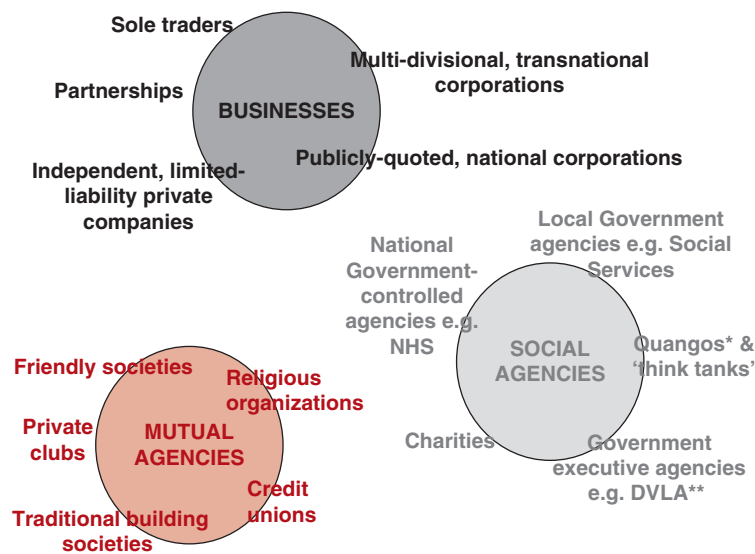 Sole traders
Multi-divisional, transnational
corporations
Partnerships
BUSINESSES
Publicly-quoted, national corporations
Independent, limited-
liability private
companies
Local Government
agencies e.g. Social
Services
National
Government-
controlled
agencies e.g.
NHS
SOCIAL
AGENCIES
Quangos* &
‘think tanks’
Charities
Government
executive agencies
e.g. DVLA**
Friendly societies
Religious
organizations
Private
clubs
MUTUAL
AGENCIES
Credit
unions
Traditional building
societies